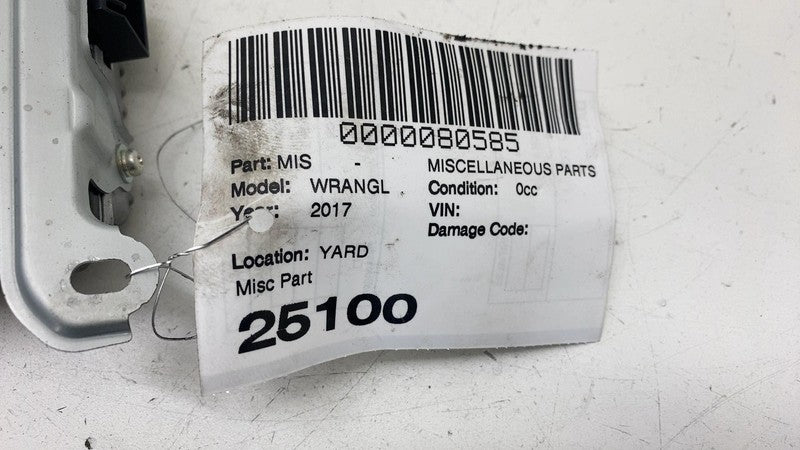 0000080585
Part: MIS - MISCELLANEOUS PARTS
Model: WRANGL Condition: 0cc
Year: 2017 VIN:
Damage Code:
Location: YARD
Misc Part
25100